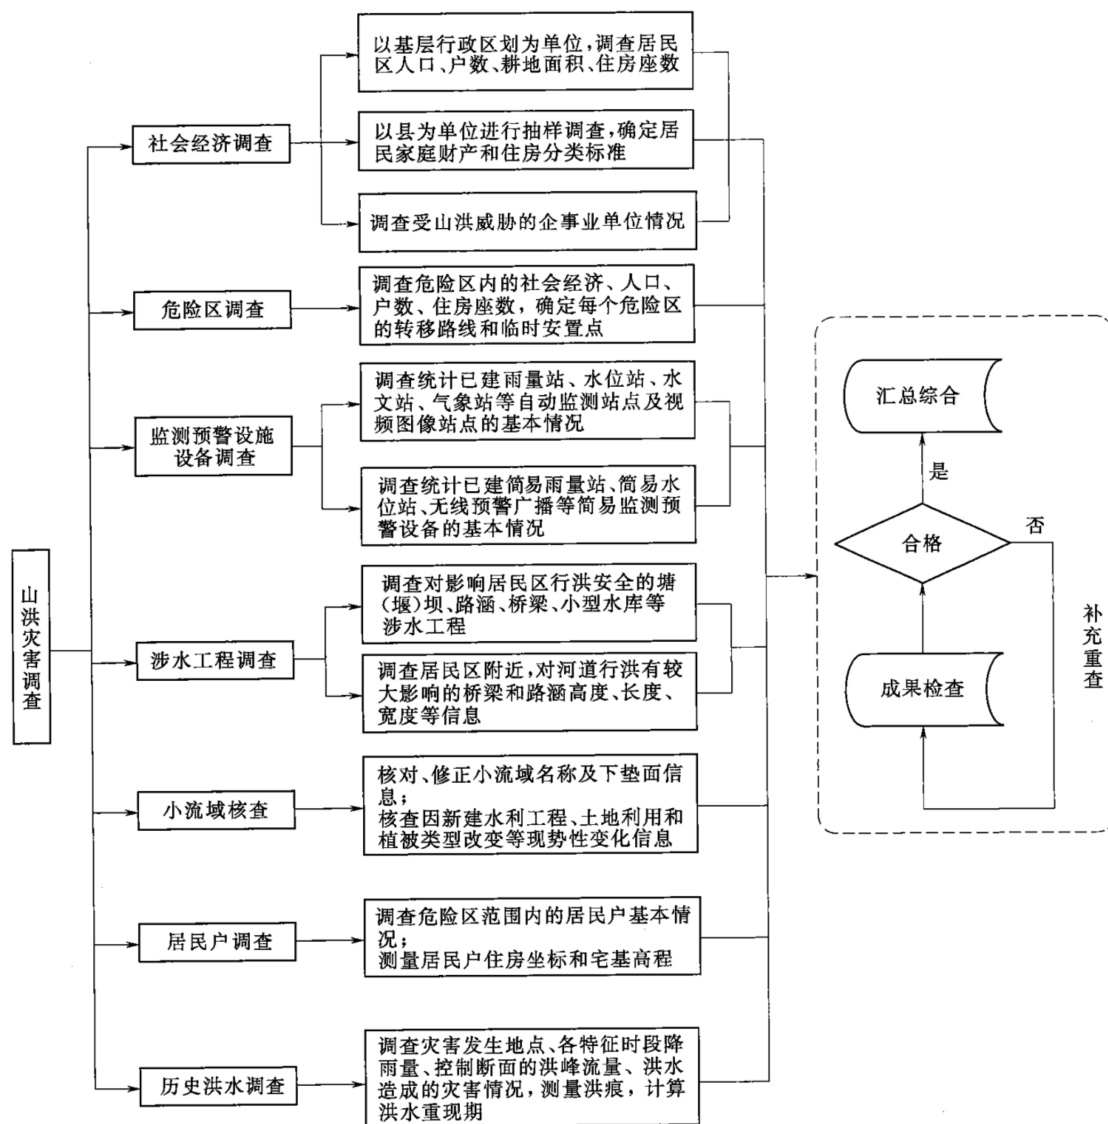 山洪灾害调查
社会经济调查
以基层行政区划为单位,调查居民
区人口、户数、耕地面积、住房座数
以县为单位进行抽样调查,确定居
民家庭财产和住房分类标准
调查受山洪威胁的企事业单位情况
危险区调查
调查危险区内的社会经济、人口、
户数、住房座数,确定每个危险区
的转移路线和临时安置点
监测预警设施
设备调查
调查统计已建雨量站、水位站、水
文站、气象站等自动监测站点及视
频图像站点的基本情况
调查统计已建简易雨量站、简易水
位站、无线预警广播等简易监测预
警设备的基本情况
涉水工程调查
调查对影响居民区行洪安全的塘
(堰)坝、路涵、桥梁、小型水库等
涉水工程
调查居民区附近,对河道行洪有较
大影响的桥梁和路涵高度、长度、
宽度等信息
小流域核查
核对、修正小流域名称及下垫面信
息;
核查因新建水利工程、土地利用和
植被类型改变等现势性变化信息
居民户调查
调查危险区范围内的居民户基本情
况;
测量居民户住房坐标和宅基高程
历史洪水调查
调查灾害发生地点、各特征时段降
雨量、控制断面的洪峰流量、洪水
造成的灾害情况,测量洪痕,计算
洪水重现期
汇总综合
是
合格
否
成果检查
补充重查